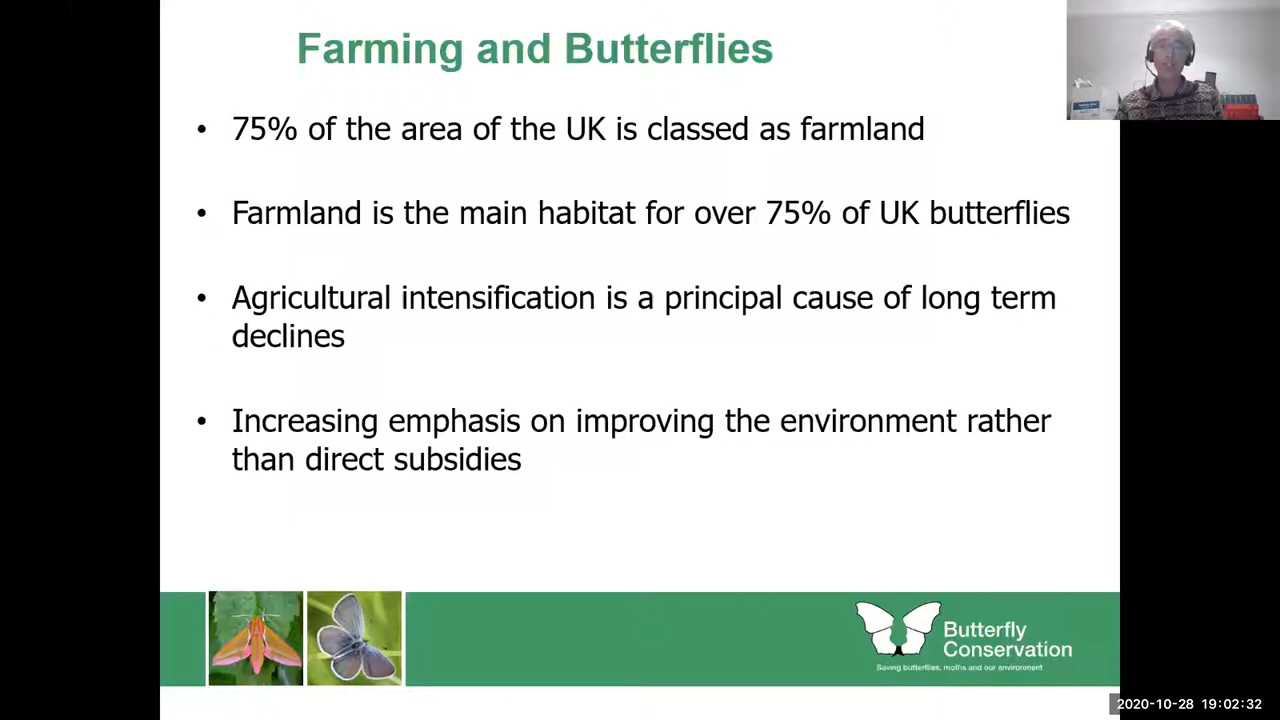 Farming and Butterflies
• 75% of the area of the UK is classed as farmland
• Farmland is the main habitat for over 75% of UK butterflies
• Agricultural intensification is a principal cause of long term
declines
• Increasing emphasis on improving the environment rather
than direct subsidies
Butterfly
Conservation
Saving butterflies, moths and our environment
2020-10-28 19:02:32